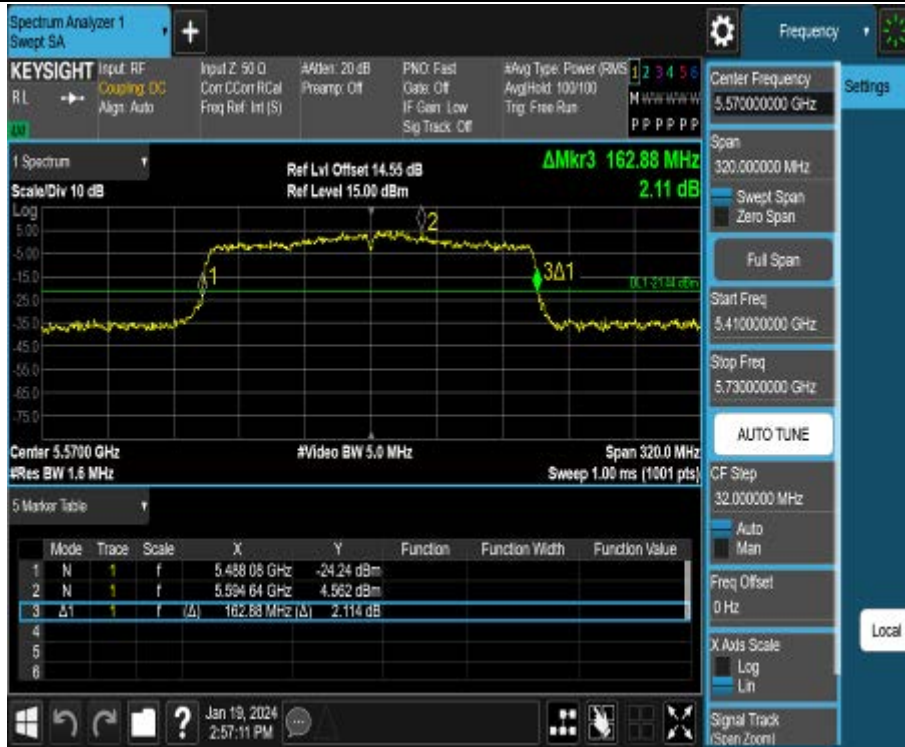 Spectrum Analyzer 1
Swept SA
+
Frequency
KEYSIGHT
RL
Input: RF
Coupling: DC
Align: Auto
Input Z: 50 Ω
Corr CCorr RCal
Freq Ref: Int (S)
#Atten: 20 dB
Preamp: Off
PNO: Fast
Gate: Off
IF Gain: Low
Sig Track: Off
#Avg Type: Power (RMS
Avg|Hold: 100/100
Trig: Free Run
1 2 3 4 5 6
M W W W W W
P P P P P P
Settings
Center Frequency
5.570000000 GHz
Span
320.000000 MHz
Swept Span
Zero Span
Full Span
Start Freq
5.410000000 GHz
Stop Freq
5.730000000 GHz
AUTO TUNE
CF Step
32.000000 MHz
Auto
Man
Freq Offset
0 Hz
X Axis Scale
Log
Lin
Signal Track
(Span Zoom)
Local
1 Spectrum
Scale/Div 10 dB
Ref Lvl Offset 14.55 dB
Ref Level 15.00 dBm
ΔMkr3 162.88 MHz
2.11 dB
Log
5.00
-5.00
-15.0
-25.0
-35.0
-45.0
-55.0
-65.0
-75.0
2
1
3Δ1
Center 5.5700 GHz
#Video BW 5.0 MHz
Span 320.0 MHz
#Res BW 1.6 MHz
Sweep 1.00 ms (1001 pts)
5 Marker Table
Mode Trace Scale X Y Function Function Width Function Value
1 N 1 f 5.488 08 GHz -24.24 dBm
2 N 1 f 5.594 64 GHz 4.562 dBm
3 Δ1 1 f (Δ) 162.88 MHz (Δ) 2.114 dB
4
5
6
?
Jan 19, 2024
2:57:11 PM